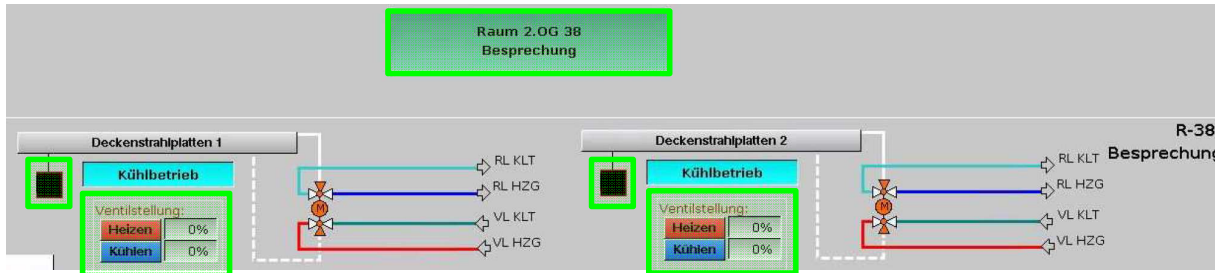 Raum 2.OG 38
Besprechung
Deckenstrahlplatten 1
Kühlbetrieb
Ventilstellung:
Heizen 0%
Kühlen 0%
RL KLT
RL HZG
M
VL KLT
VL HZG
Deckenstrahlplatten 2
Kühlbetrieb
Ventilstellung:
Heizen 0%
Kühlen 0%
RL KLT
RL HZG
M
VL KLT
VL HZG
R-38
Besprechung